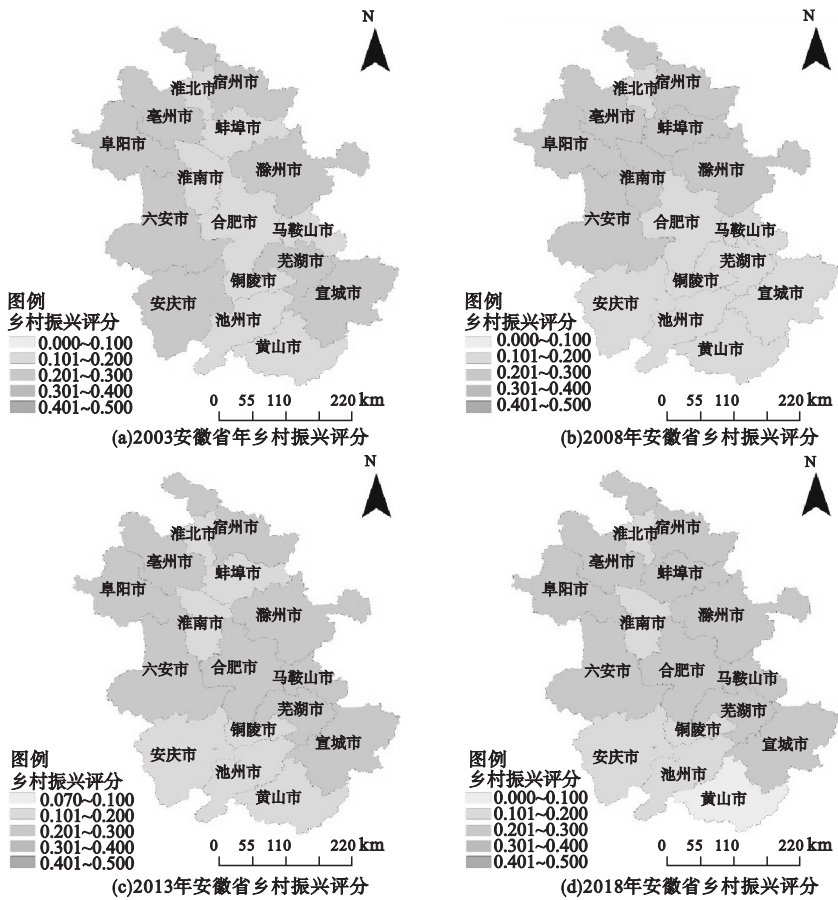 N
淮北市
宿州市
亳州市
蚌埠市
阜阳市
淮南市
滁州市
六安市
合肥市
马鞍山市
芜湖市
铜陵市
宣城市
安庆市
池州市
黄山市
图例
乡村振兴评分
0.000~0.100
0.101~0.200
0.201~0.300
0.301~0.400
0.401~0.500
0 55 110 220 km
(a)2003安徽省年乡村振兴评分
N
淮北市
宿州市
亳州市
蚌埠市
阜阳市
淮南市
滁州市
六安市
合肥市
马鞍山市
芜湖市
铜陵市
宣城市
安庆市
池州市
黄山市
图例
乡村振兴评分
0.000~0.100
0.101~0.200
0.201~0.300
0.301~0.400
0.401~0.500
0 55 110 220 km
(b)2008年安徽省乡村振兴评分
N
淮北市
宿州市
亳州市
蚌埠市
阜阳市
淮南市
滁州市
六安市
合肥市
马鞍山市
芜湖市
铜陵市
宣城市
安庆市
池州市
黄山市
图例
乡村振兴评分
0.070~0.100
0.101~0.200
0.201~0.300
0.301~0.400
0.401~0.500
0 55 110 220 km
(c)2013年安徽省乡村振兴评分
N
淮北市
宿州市
亳州市
蚌埠市
阜阳市
淮南市
滁州市
六安市
合肥市
马鞍山市
芜湖市
铜陵市
宣城市
安庆市
池州市
黄山市
图例
乡村振兴评分
0.000~0.100
0.101~0.200
0.201~0.300
0.301~0.400
0.401~0.500
0 55 110 220 km
(d)2018年安徽省乡村振兴评分